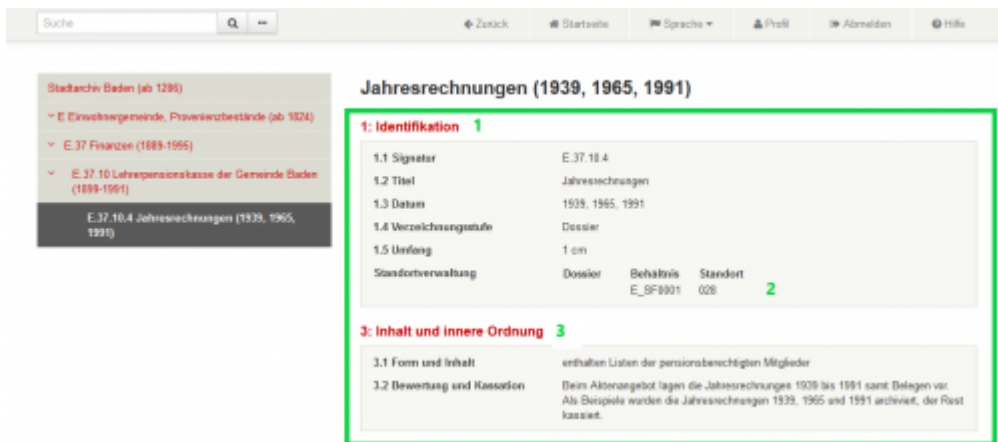 Suche
Zurück Startseite Sprache Profil Abmelden Hilfe
Stadtarchiv Baden (ab 1286)
E Einwohnergemeinde, Provenienzbestände (ab 1824)
E.37 Finanzen (1889-1995)
E.37.10 Lehrerpensionskasse der Gemeinde Baden
(1899-1991)
E.37.10.4 Jahresrechnungen (1939, 1965,
1991)
Jahresrechnungen (1939, 1965, 1991)
1: Identifikation 1
1.1 Signatur E.37.10.4
1.2 Titel Jahresrechnungen
1.3 Datum 1939, 1965, 1991
1.4 Verzeichnungsstufe Dossier
1.5 Umfang 1 cm
Standortverwaltung Dossier Behältnis Standort
E_SF0001 028 2
3: Inhalt und innere Ordnung 3
3.1 Form und Inhalt enthalten Listen der pensionsberechtigten Mitglieder
3.2 Bewertung und Kassation Beim Aktenangebot lagen die Jahresrechnungen 1939 bis 1991 samt Belegen vor.
Als Beispiele wurden die Jahresrechnungen 1939, 1965 und 1991 archiviert, der Rest
kassiert.